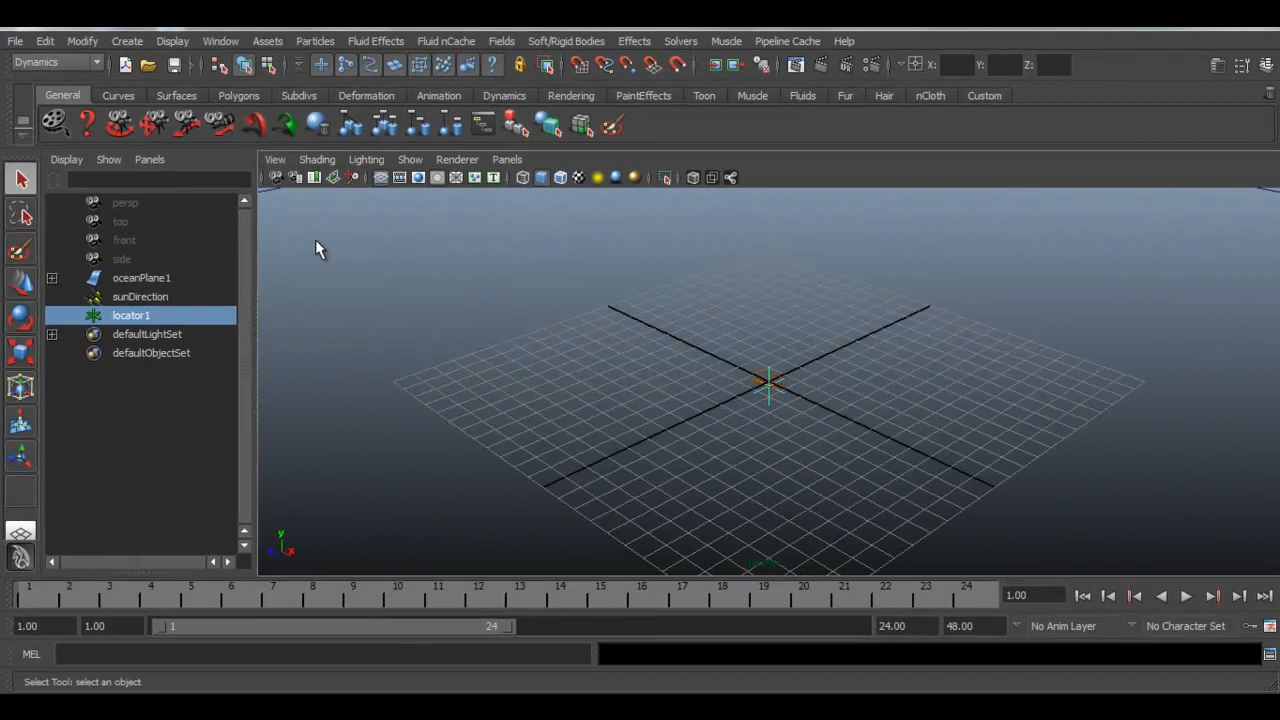 File Edit Modify Create Display Window Assets Particles Fluid Effects Fluid nCache Fields Soft/Rigid Bodies Effects Solvers Muscle Pipeline Cache Help
Dynamics X: Y: Z:
General Curves Surfaces Polygons Subdivs Deformation Animation Dynamics Rendering PaintEffects Toon Muscle Fluids Fur Hair nCloth Custom
Display Show Panels View Shading Lighting Show Renderer Panels
persp
top
front
side
oceanPlane1
sunDirection
locator1
defaultLightSet
defaultObjectSet
y
x
1 2 3 4 5 6 7 8 9 10 11 12 13 14 15 16 17 18 19 20 21 22 23 24 1.00
1.00 1.00 1 24 24.00 48.00 No Anim Layer No Character Set
MEL
Select Tool: select an object